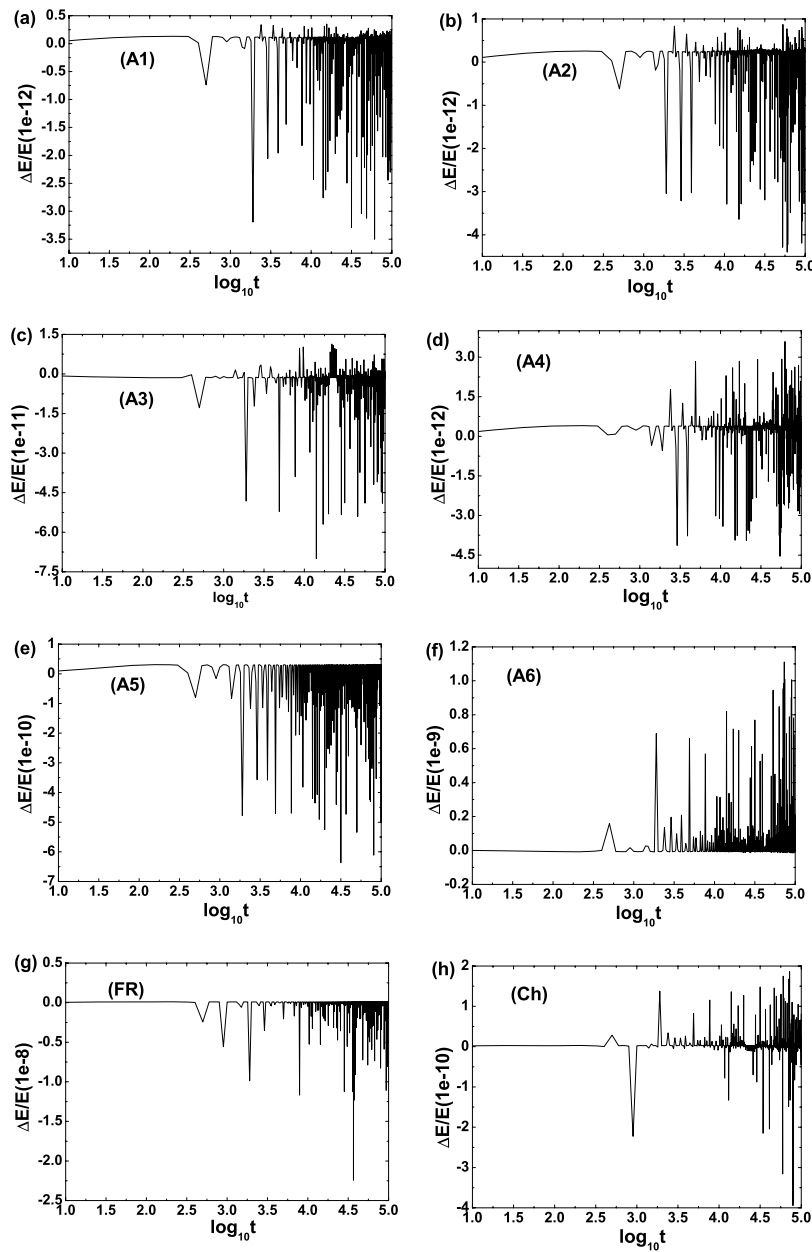 (a)
(A1)
ΔE/E(1e-12)
0.5
0.0
-0.5
-1.0
-1.5
-2.0
-2.5
-3.0
-3.5
1.0 1.5 2.0 2.5 3.0 3.5 4.0 4.5 5.0
log₁₀t
(b)
(A2)
ΔE/E(1e-12)
1
0
-1
-2
-3
-4
1.0 1.5 2.0 2.5 3.0 3.5 4.0 4.5 5.0
log₁₀t
(c)
(A3)
ΔE/E(1e-11)
1.5
0.0
-1.5
-3.0
-4.5
-6.0
-7.5
1.0 1.5 2.0 2.5 3.0 3.5 4.0 4.5 5.0
log₁₀t
(d)
(A4)
ΔE/E(1e-12)
3.0
1.5
0.0
-1.5
-3.0
-4.5
1.0 1.5 2.0 2.5 3.0 3.5 4.0 4.5 5.0
log₁₀t
(e)
(A5)
ΔE/E(1e-10)
1
0
-1
-2
-3
-4
-5
-6
-7
1.0 1.5 2.0 2.5 3.0 3.5 4.0 4.5 5.0
log₁₀t
(f)
(A6)
ΔE/E(1e-9)
1.2
1.0
0.8
0.6
0.4
0.2
0.0
-0.2
1.0 1.5 2.0 2.5 3.0 3.5 4.0 4.5 5.0
log₁₀t
(g)
(FR)
ΔE/E(1e-8)
0.5
0.0
-0.5
-1.0
-1.5
-2.0
-2.5
1.0 1.5 2.0 2.5 3.0 3.5 4.0 4.5 5.0
log₁₀t
(h)
(Ch)
ΔE/E(1e-10)
2
1
0
-1
-2
-3
-4
1.0 1.5 2.0 2.5 3.0 3.5 4.0 4.5 5.0
log₁₀t